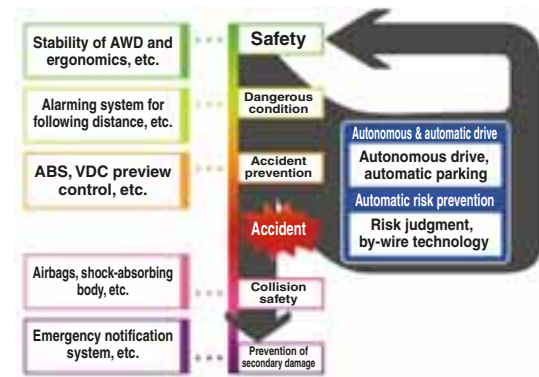 Stability of AWD and
ergonomics, etc.
Safety
Alarming system for
following distance, etc.
Dangerous
condition
ABS, VDC preview
control, etc.
Accident
prevention
Autonomous & automatic drive
Autonomous drive,
automatic parking
Automatic risk prevention
Risk judgment,
by-wire technology
Accident
Airbags, shock-absorbing
body, etc.
Collision
safety
Emergency notification
system, etc.
Prevention of
secondary damage